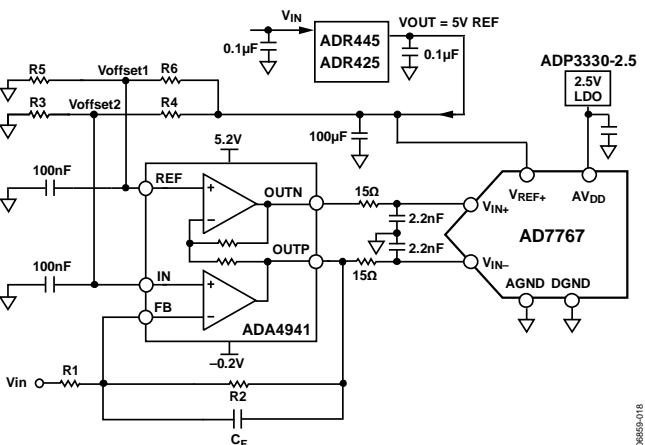 VIN
VOUT = 5V REF
0.1µF
ADR445
ADR425
0.1µF
ADP3330-2.5
2.5V
LDO
R5
Voffset1
R6
R3
Voffset2
R4
100µF
5.2V
100nF
REF
OUTN
15Ω
VREF+
AVDD
VIN+
2.2nF
AD7767
OUTP
2.2nF
VIN–
100nF
IN
15Ω
FB
AGND
DGND
ADA4941
–0.2V
Vin
R1
R2
CF
06859-018